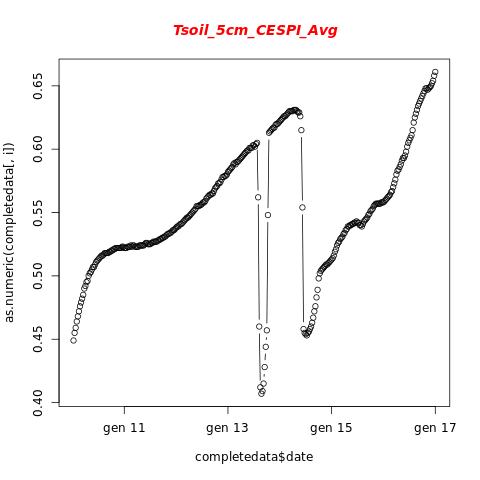 Tsoil_5cm_CESPI_Avg
as.numeric(completedata[, i])
0.65
0.60
0.55
0.50
0.45
0.40
gen 11 gen 13 gen 15 gen 17
completedata$date